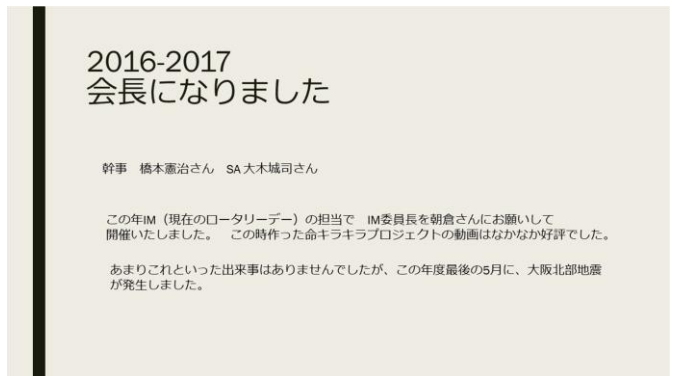 2016-2017
会長になりました
幹事　橋本憲治さん　SA 大木城司さん
この年IM（現在のロータリーデー）の担当で　IM委員長を朝倉さんにお願いして
開催いたしました。　この時作った命キラキラプロジェクトの動画はなかなか好評でした。
あまりこれといった出来事はありませんでしたが、この年度最後の5月に、大阪北部地震
が発生しました。